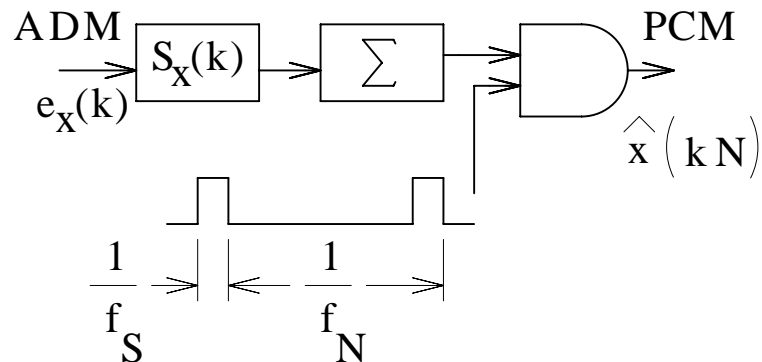 ADM
PCM
S_x(k)
∑
e_x(k)
x̂(kN)
1
f_S
1
f_N